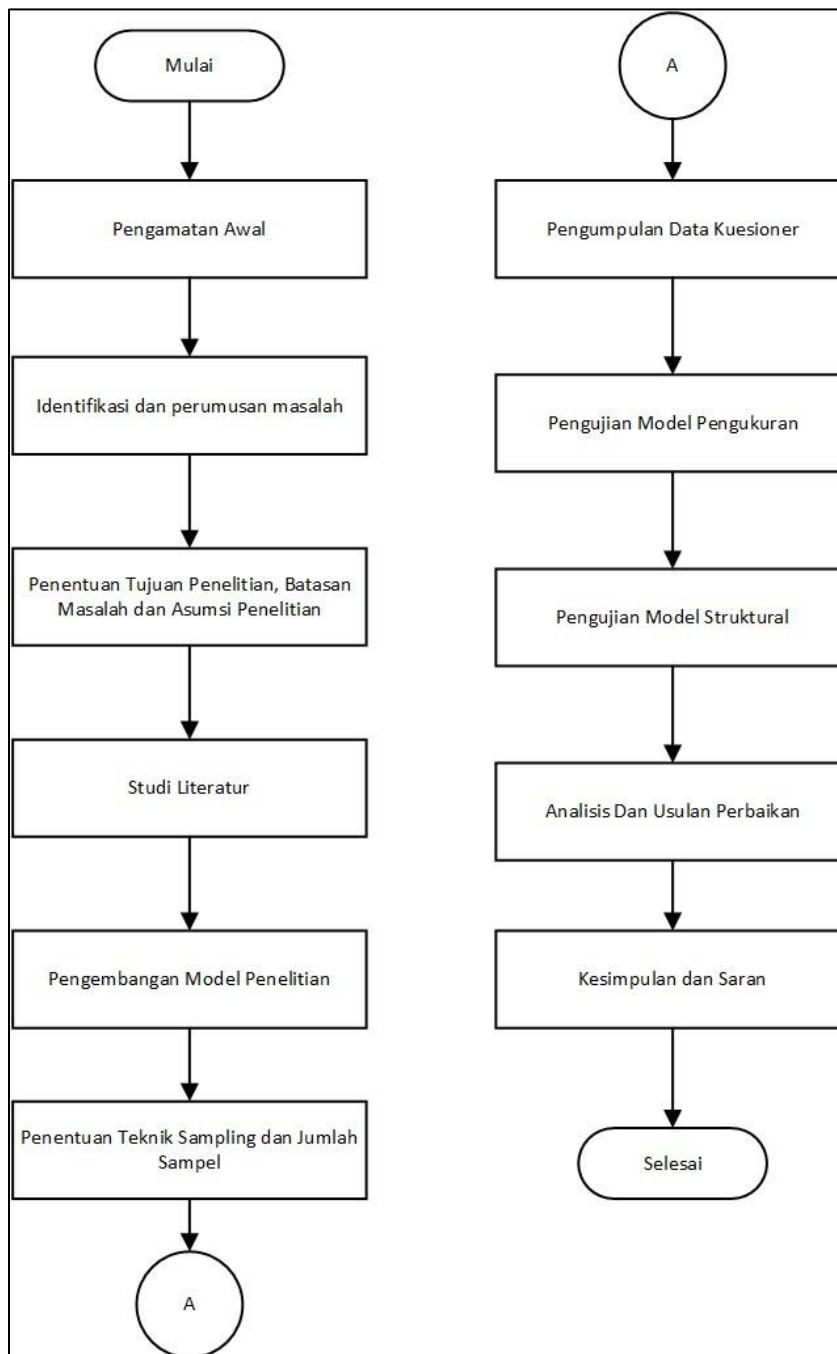 Mulai
Pengamatan Awal
Identifikasi dan perumusan masalah
Penentuan Tujuan Penelitian, Batasan
Masalah dan Asumsi Penelitian
Studi Literatur
Pengembangan Model Penelitian
Penentuan Teknik Sampling dan Jumlah
Sampel
A
A
Pengumpulan Data Kuesioner
Pengujian Model Pengukuran
Pengujian Model Struktural
Analisis Dan Usulan Perbaikan
Kesimpulan dan Saran
Selesai